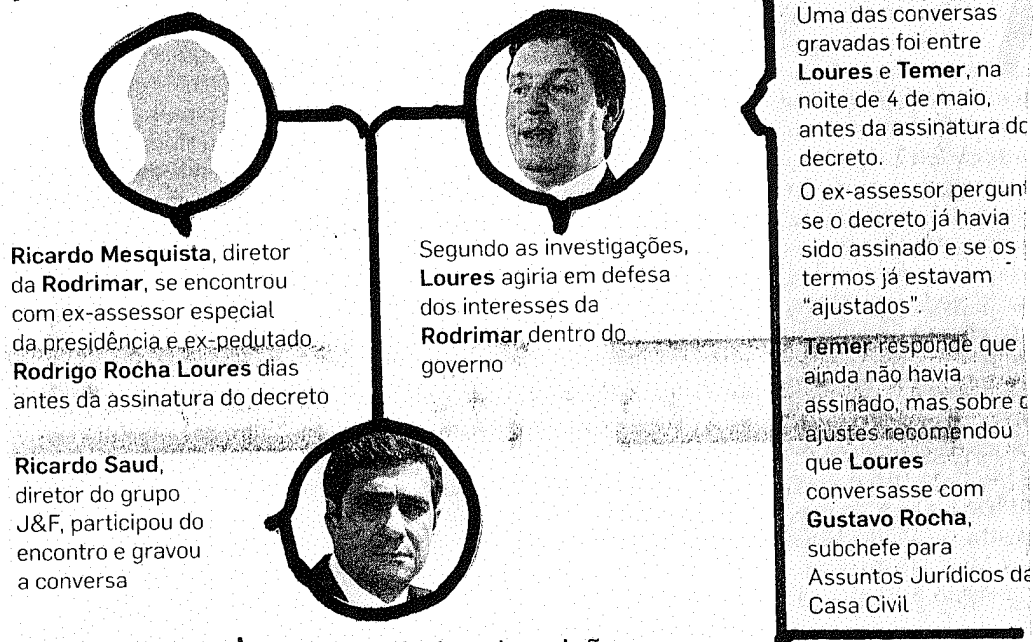 Ricardo Mesquista, diretor
da Rodrimar, se encontrou
com ex-assessor especial
da presidência e ex-pedutado
Rodrigo Rocha Loures dias
antes da assinatura do decreto
Segundo as investigações,
Loures agiria em defesa
dos interesses da
Rodrimar dentro do
governo
Ricardo Saud,
diretor do grupo
J&F, participou do
encontro e gravou
a conversa
Uma das conversas
gravadas foi entre
Loures e Temer, na
noite de 4 de maio,
antes da assinatura do
decreto.
O ex-assessor
se o decreto já havia
sido assinado e se os
termos já estavam
"ajustados".
Temer responde que
ainda não havia
assinado, mas sobre
ajustes recomendou
que Loures
conversasse com
Gustavo Rocha,
subchefe para
Assuntos Jurídicos da
Casa Civil